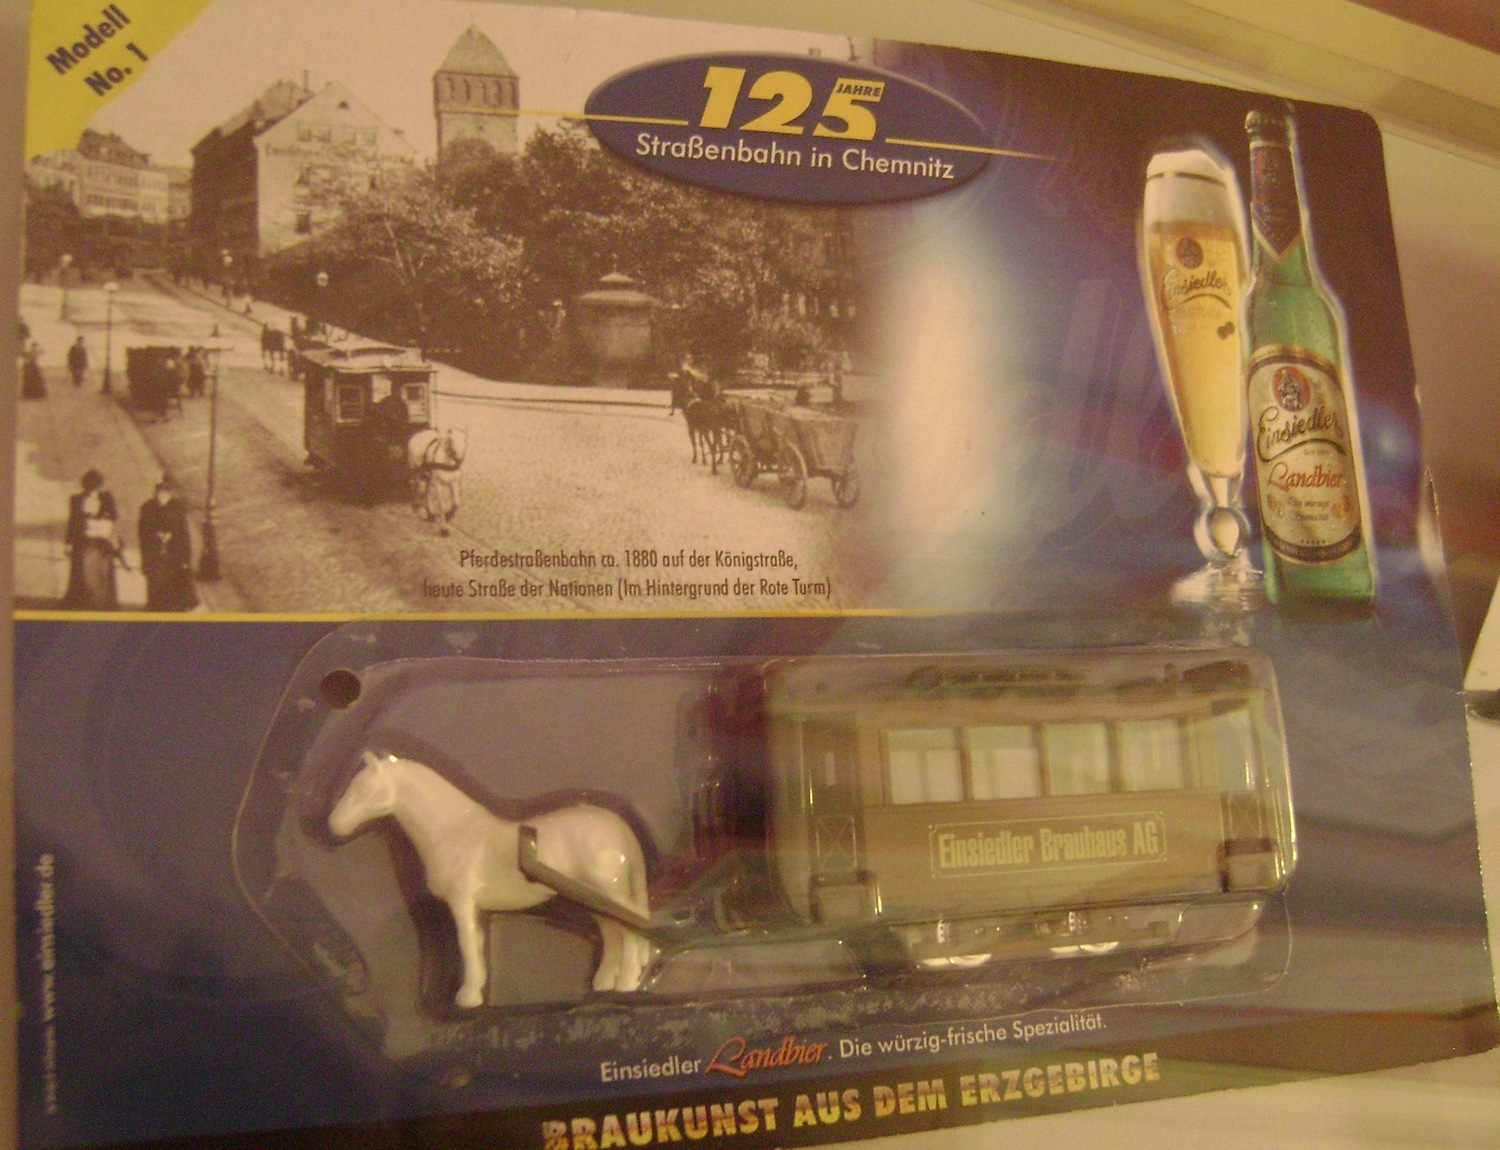 Modell
No. 1
125
JAHRE
Straßenbahn in Chemnitz
Einsiedler
Einsiedler
Landbier
Pferdestraßenbahn ca. 1880 auf der Königstraße,
heute Straße der Nationen (Im Hintergrund der Rote Turm)
Einsiedler Brauhaus AG
www.einsiedler.de
Einsiedler Landbier. Die würzig-frische Spezialität.
BRAUKUNST AUS DEM ERZGEBIRGE